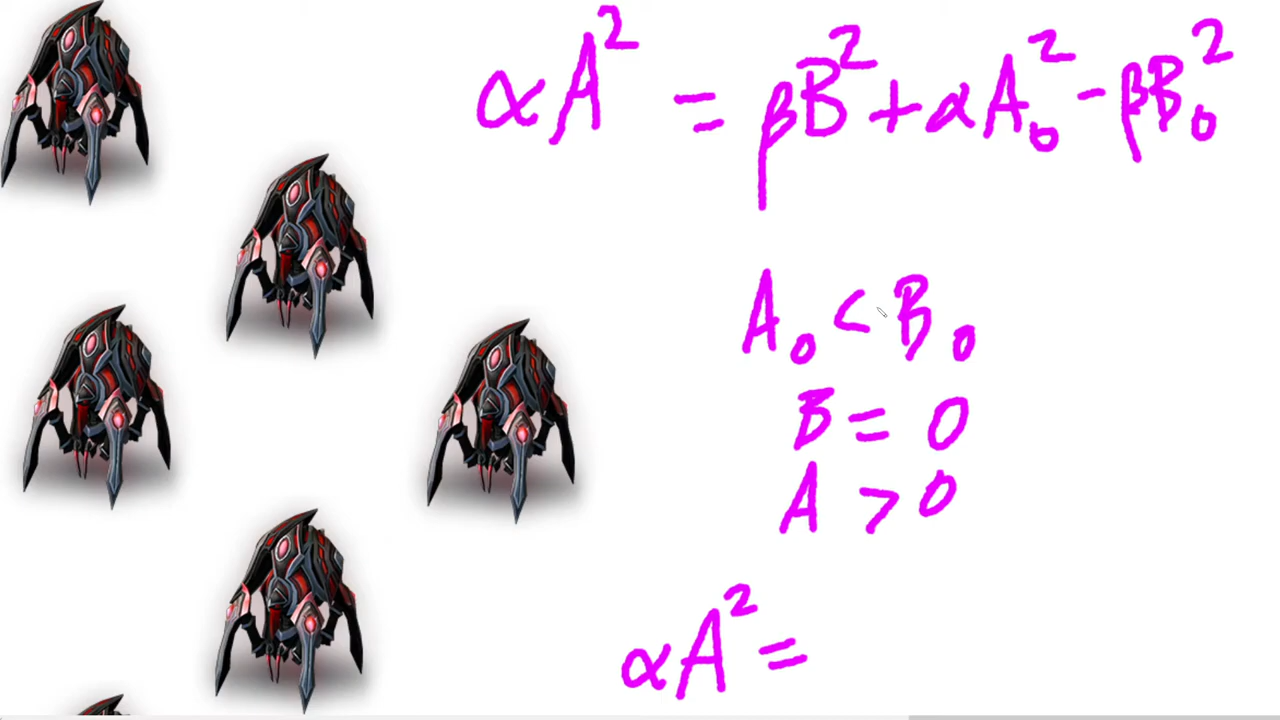 αA² = βB² + αA₀² - βB₀²
A₀ < B₀
B = 0
A > 0
αA² =